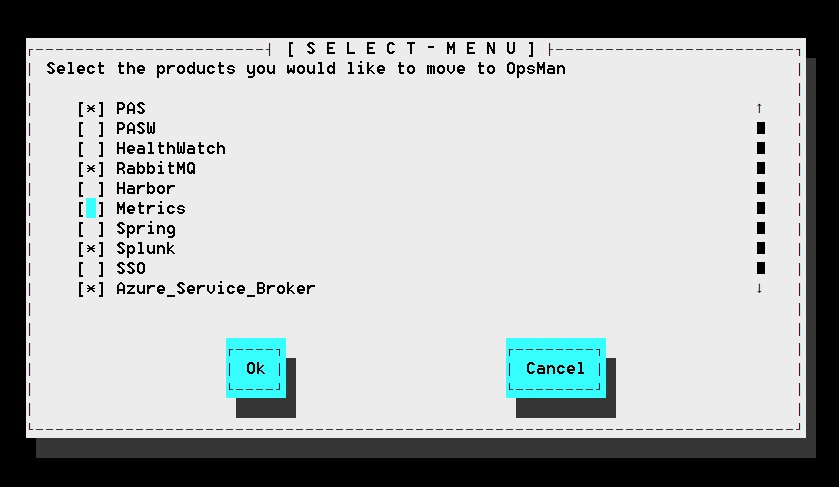 [ S E L E C T - M E N U ]
Select the products you would like to move to OpsMan
[*] PAS ↑
[ ] PASW
[ ] HealthWatch
[*] RabbitMQ
[ ] Harbor
[ ] Metrics
[ ] Spring
[*] Splunk
[ ] SSO
[*] Azure_Service_Broker ↓
Ok Cancel